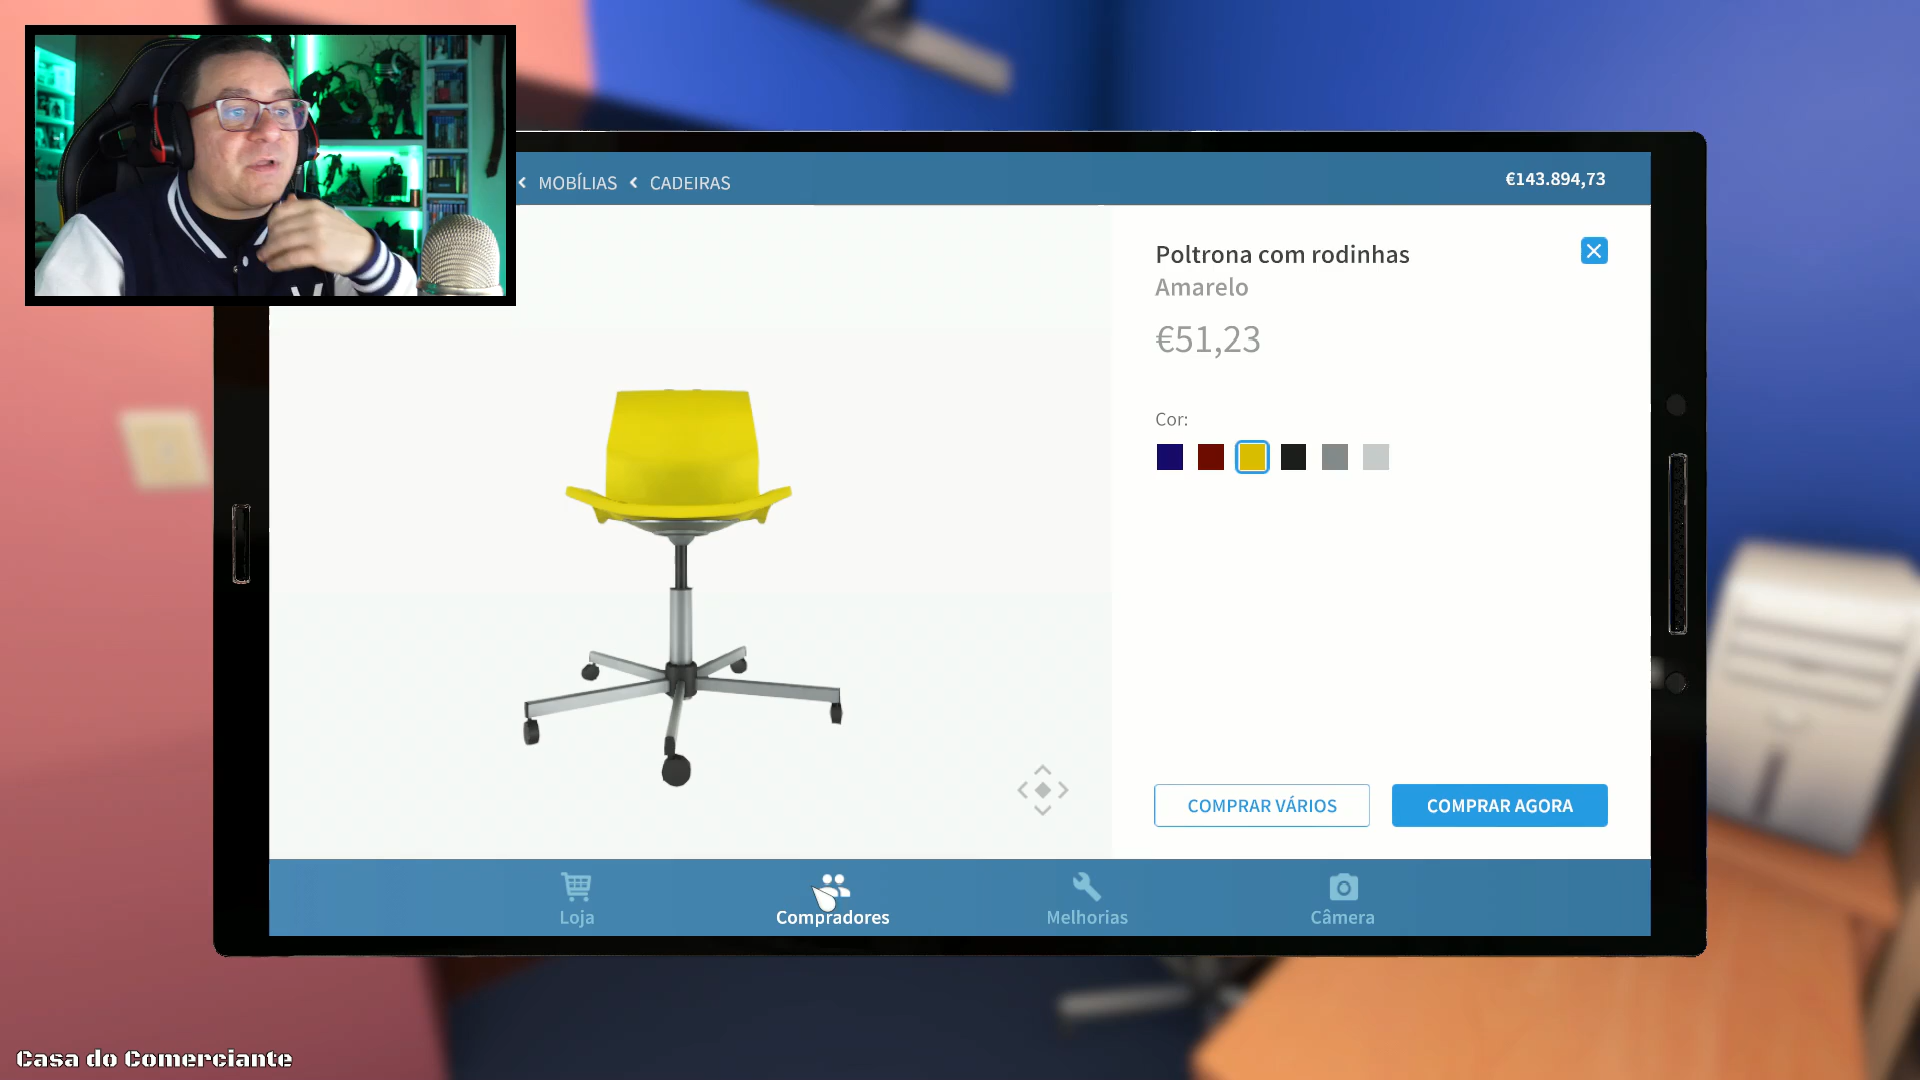 MOBÍLIAS CADEIRAS
€143.894,73
Poltrona com rodinhas
Amarelo
€51,23
Cor:
COMPRAR VÁRIOS
COMPRAR AGORA
Loja
Compradores
Melhorias
Câmera
Casa do Comerciante